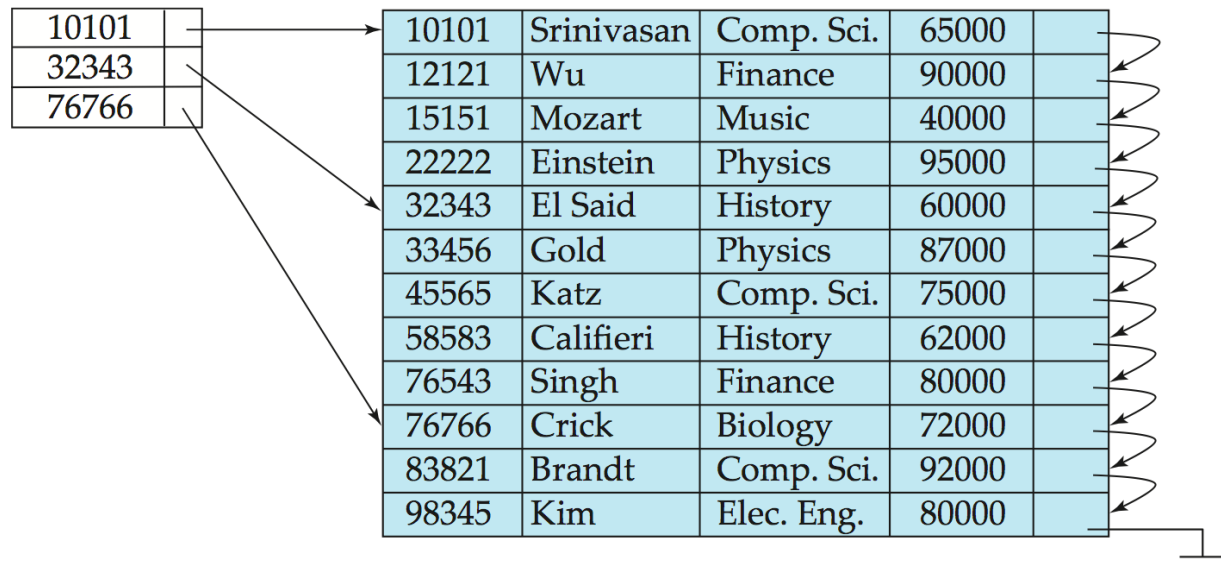 10101
32343
76766
10101 Srinivasan Comp. Sci. 65000
12121 Wu Finance 90000
15151 Mozart Music 40000
22222 Einstein Physics 95000
32343 El Said History 60000
33456 Gold Physics 87000
45565 Katz Comp. Sci. 75000
58583 Califieri History 62000
76543 Singh Finance 80000
76766 Crick Biology 72000
83821 Brandt Comp. Sci. 92000
98345 Kim Elec. Eng. 80000